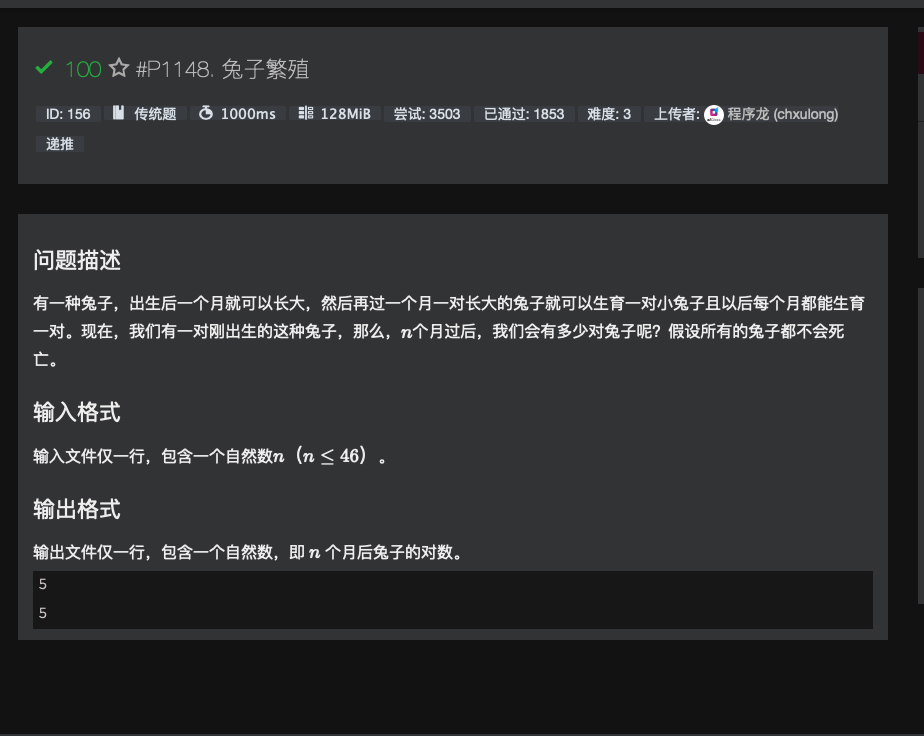 100 #P1148. 兔子繁殖
ID: 156 传统题 1000ms 128MiB 尝试: 3503 已通过: 1853 难度: 3 上传者: 程序龙 (chxulong)
递推
问题描述
有一种兔子，出生后一个月就可以长大，然后再过一个月一对长大的兔子就可以生育一对小兔子且以后每个月都能生育
一对。现在，我们有一对刚出生的这种兔子，那么，n个月过后，我们会有多少对兔子呢？假设所有的兔子都不会死
亡。
输入格式
输入文件仅一行，包含一个自然数n（n ≤ 46）。
输出格式
输出文件仅一行，包含一个自然数，即 n 个月后兔子的对数。
5
5